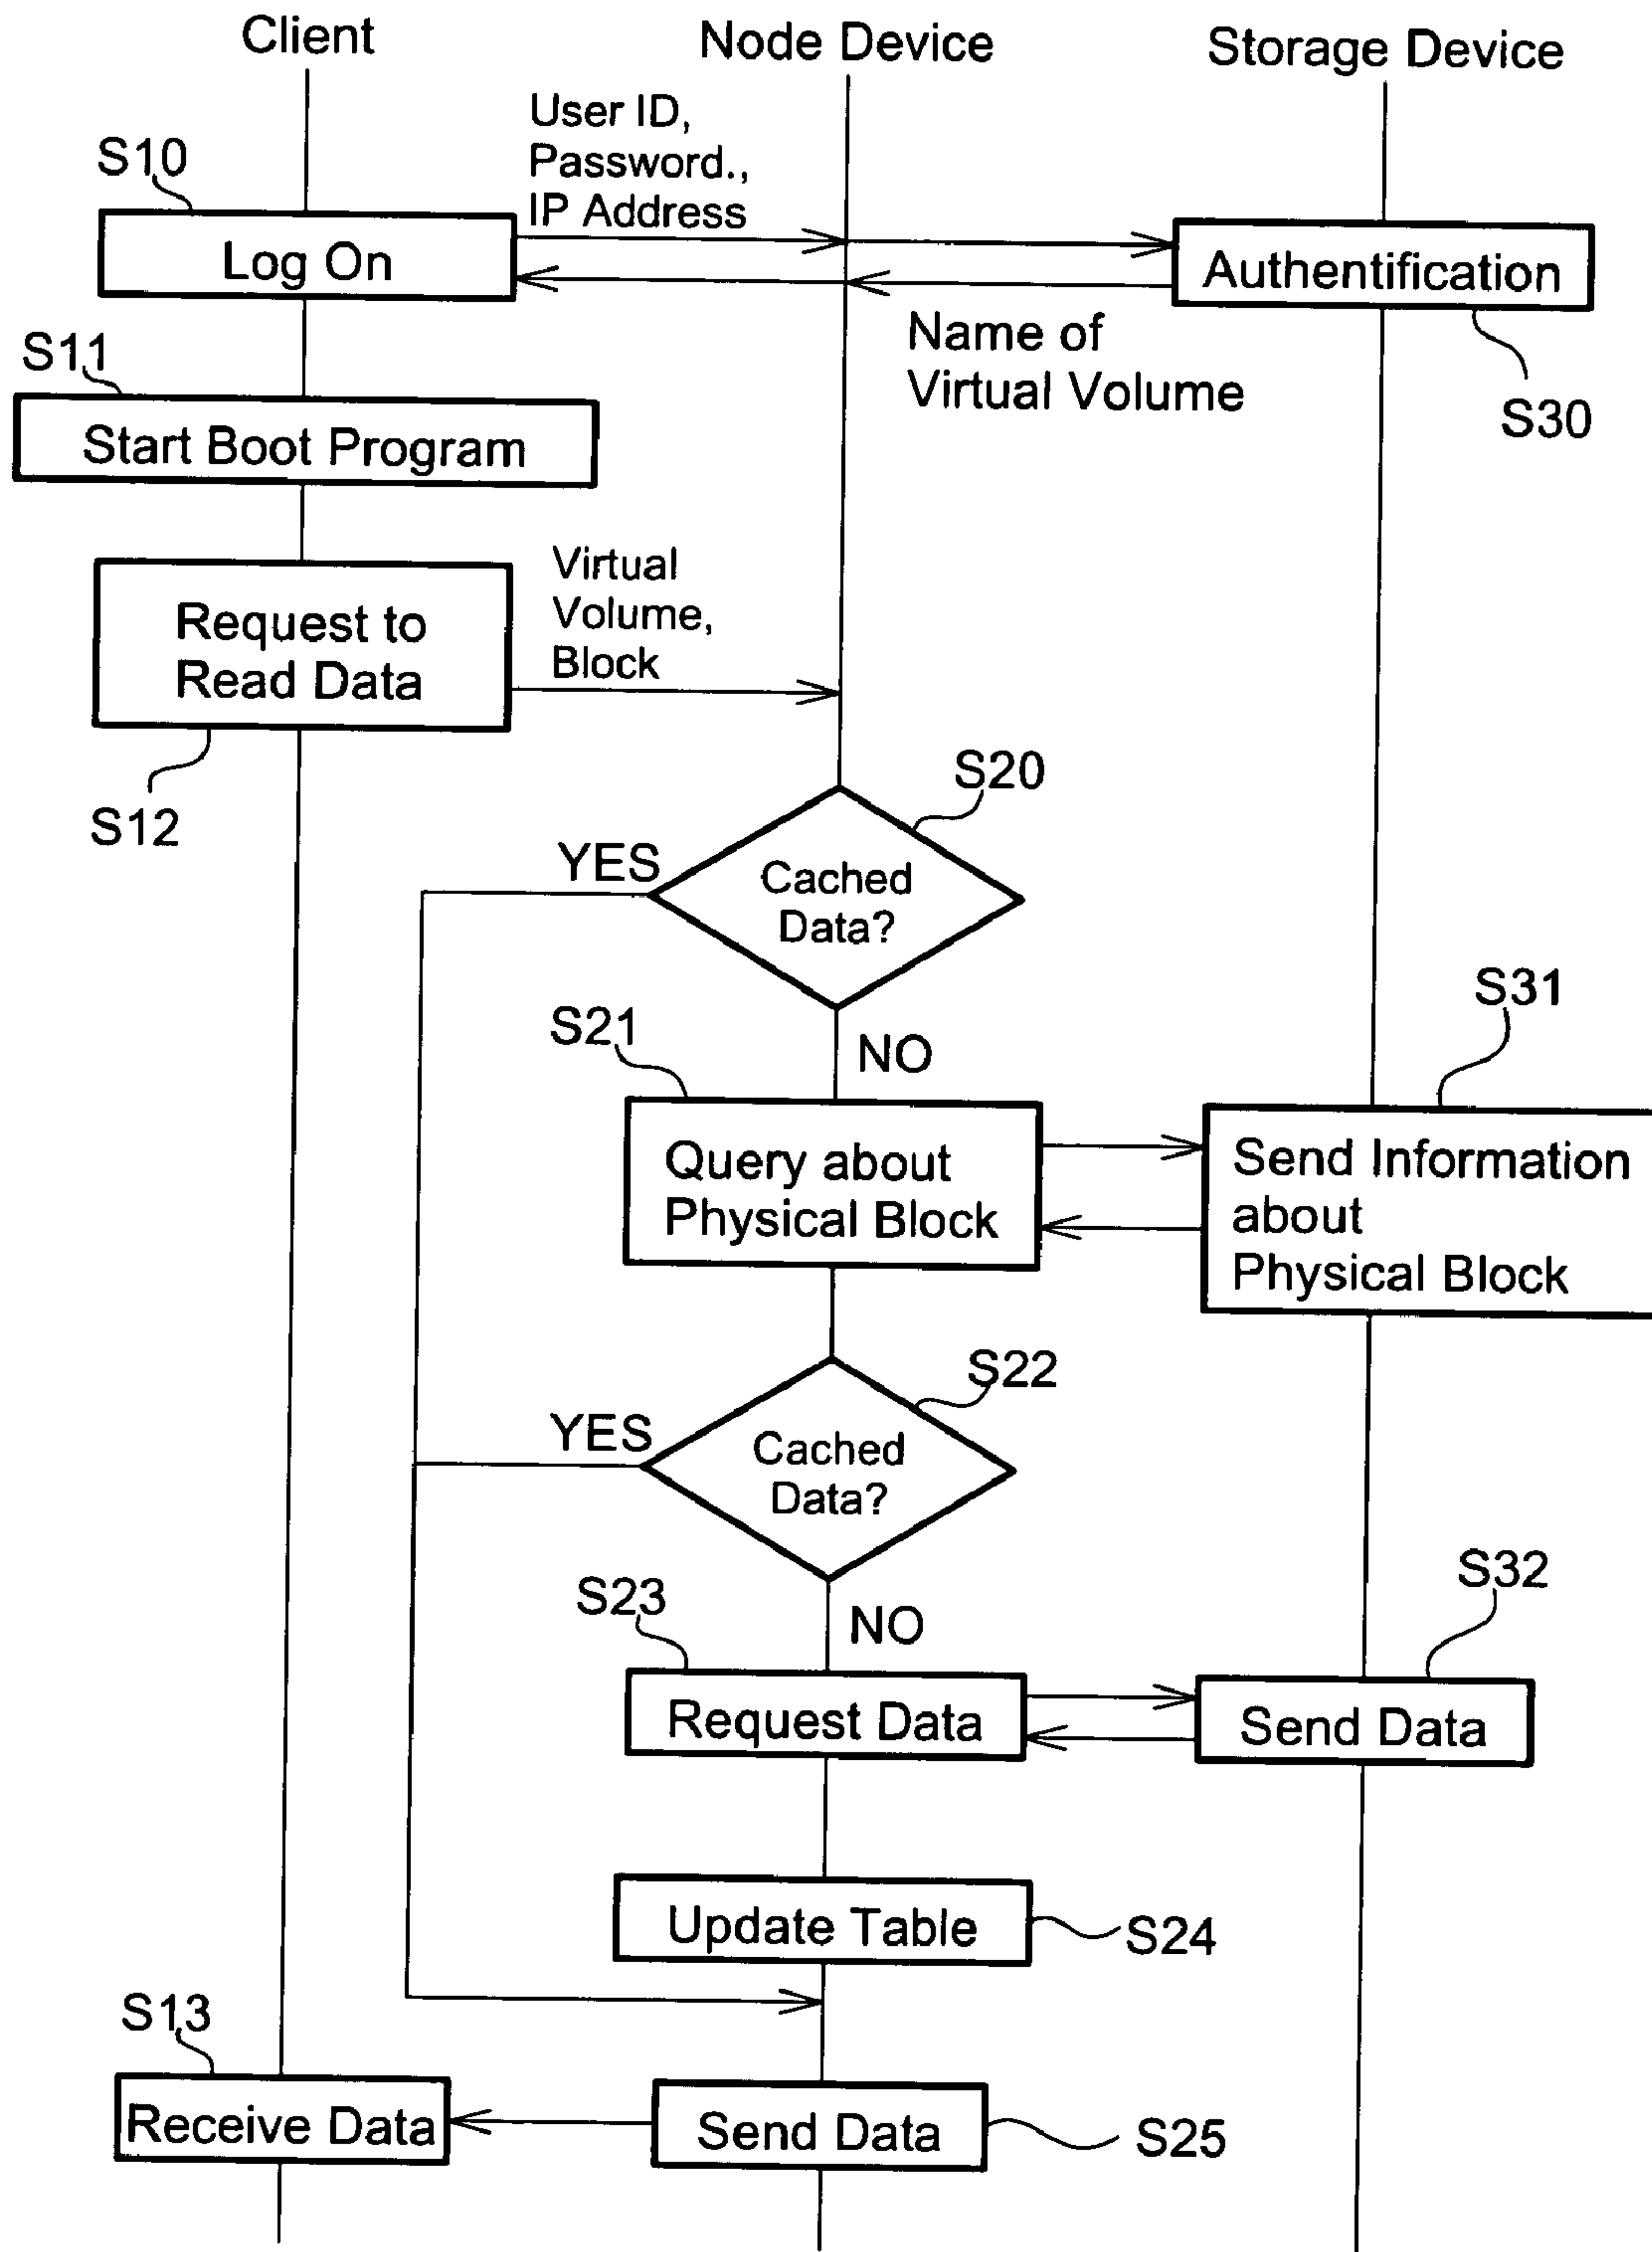 Client
Node Device
Storage Device
User ID,
Password.,
IP Address
S10
Log On
Authentification
Name of
Virtual Volume
S30
S11
Start Boot Program
Virtual
Volume,
Block
Request to
Read Data
S12
S20
YES
Cached
Data?
NO
S21
S31
Query about
Physical Block
Send Information
about
Physical Block
S22
YES
Cached
Data?
NO
S23
S32
Request Data
Send Data
Update Table
S24
S13
Receive Data
Send Data
S25